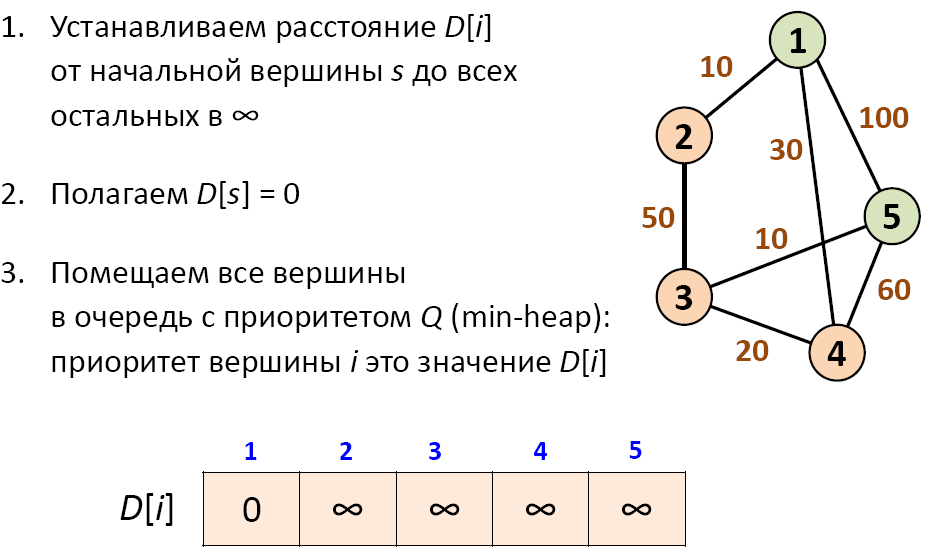 1. Устанавливаем расстояние D[i]
от начальной вершины s до всех
остальных в ∞
2. Полагаем D[s] = 0
3. Помещаем все вершины
в очередь с приоритетом Q (min-heap):
приоритет вершины i это значение D[i]
1
10
100
2
30
50
5
10
3
60
20
4
1 2 3 4 5
D[i] 0 ∞ ∞ ∞ ∞